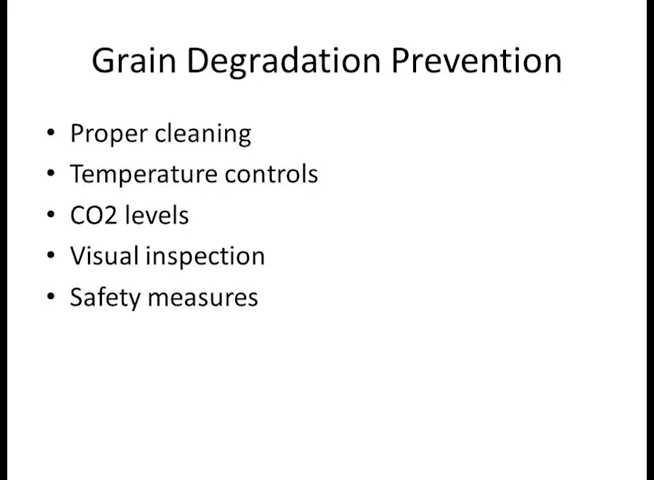 Grain Degradation Prevention
• Proper cleaning
• Temperature controls
• CO2 levels
• Visual inspection
• Safety measures